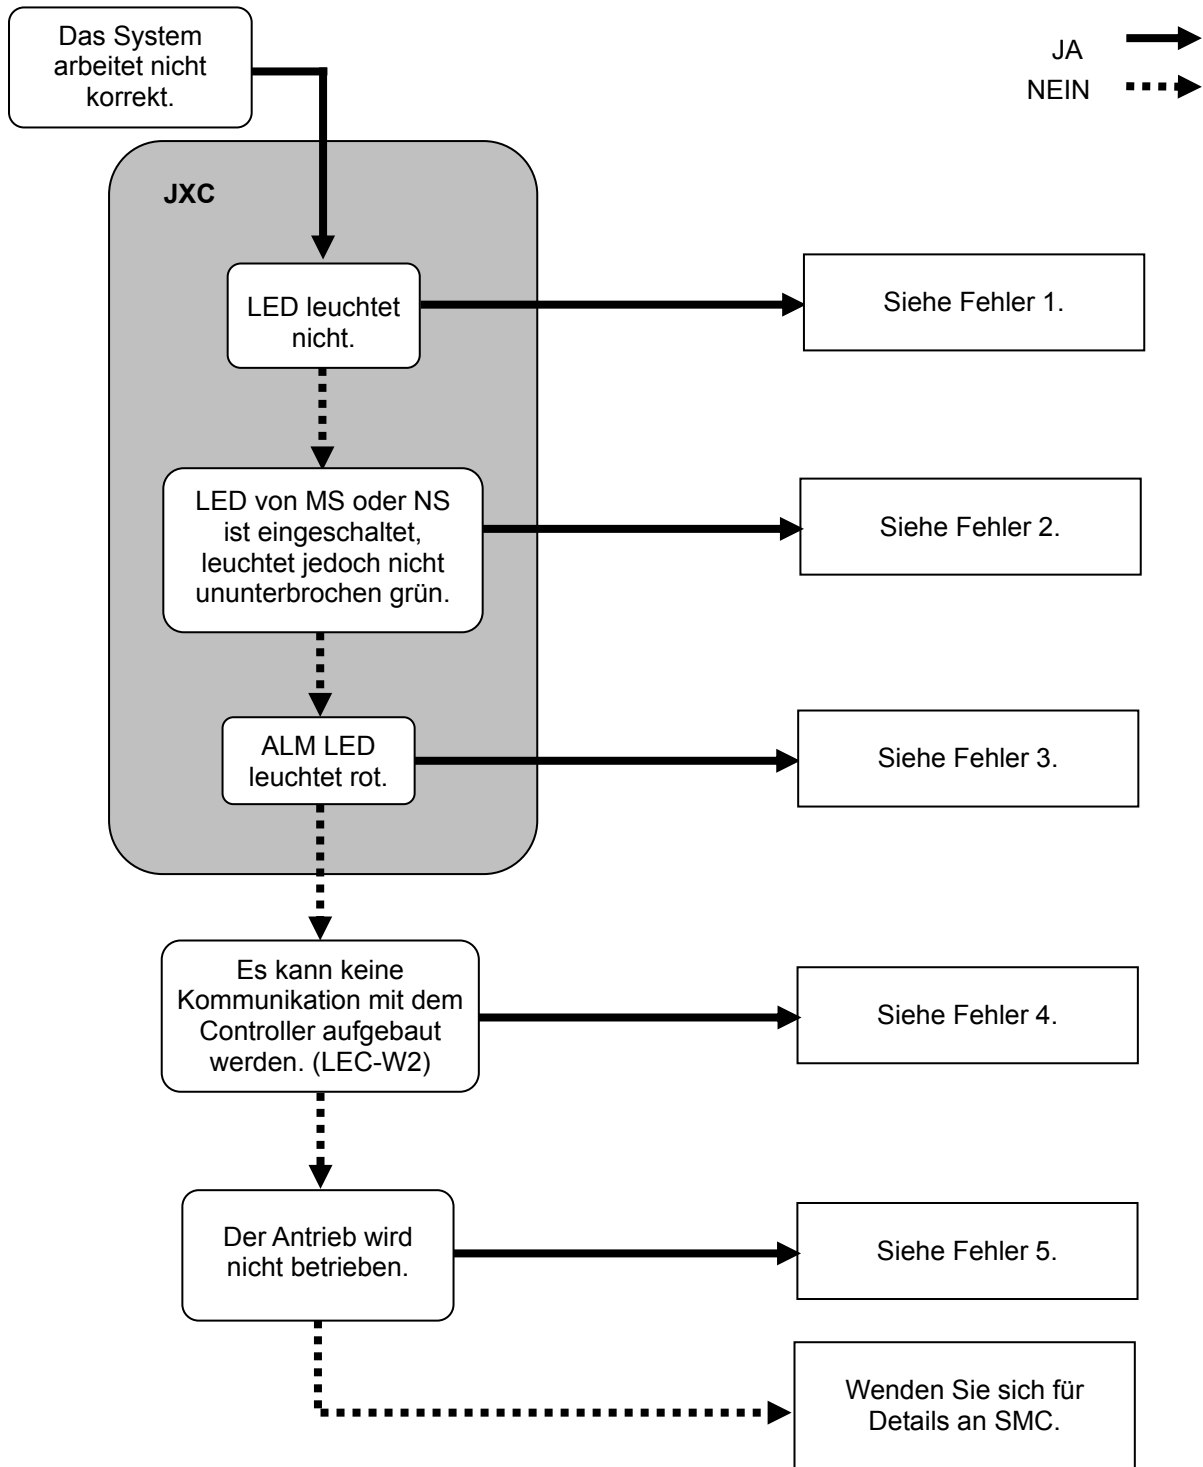 Das System
arbeitet nicht
korrekt.
JA
NEIN
JXC
LED leuchtet
nicht.
Siehe Fehler 1.
LED von MS oder NS
ist eingeschaltet,
leuchtet jedoch nicht
ununterbrochen grün.
Siehe Fehler 2.
ALM LED
leuchtet rot.
Siehe Fehler 3.
Es kann keine
Kommunikation mit dem
Controller aufgebaut
werden. (LEC-W2)
Siehe Fehler 4.
Der Antrieb wird
nicht betrieben.
Siehe Fehler 5.
Wenden Sie sich für
Details an SMC.